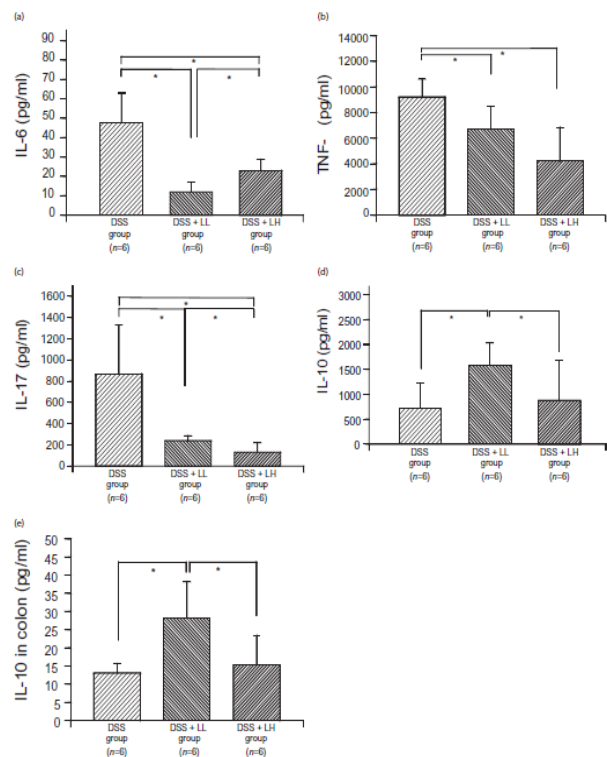 (a)
IL-6 (pg/ml)
90
80
70
60
50
40
30
20
10
0
*
*
*
DSS
group
(n=6)
DSS + LL
group
(n=6)
DSS + LH
group
(n=6)
(b)
TNF- (pg/ml)
14000
12000
10000
8000
6000
4000
2000
0
*
*
DSS
group
(n=6)
DSS + LL
group
(n=6)
DSS + LH
group
(n=6)
(c)
IL-17 (pg/ml)
1600
1400
1200
1000
800
600
400
200
0
*
*
*
DSS
group
(n=6)
DSS + LL
group
(n=6)
DSS + LH
group
(n=6)
(d)
IL-10 (pg/ml)
3000
2500
2000
1500
1000
500
0
*
*
DSS
group
(n=6)
DSS + LL
group
(n=6)
DSS + LH
group
(n=6)
(e)
IL-10 in colon (pg/ml)
50
45
40
35
30
25
20
15
10
5
0
*
*
DSS
group
(n=6)
DSS + LL
group
(n=6)
DSS + LH
group
(n=6)